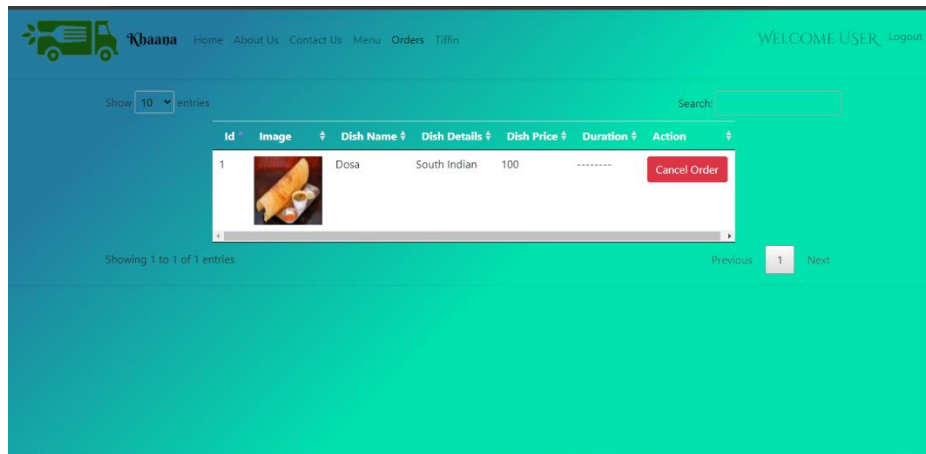 Khaana Home About Us Contact Us Menu Orders Tiffin WELCOME USER Logout
Show 10 entries Search:
Id Image Dish Name Dish Details Dish Price Duration Action
1 Dosa South Indian 100 -------- Cancel Order
Showing 1 to 1 of 1 entries Previous 1 Next